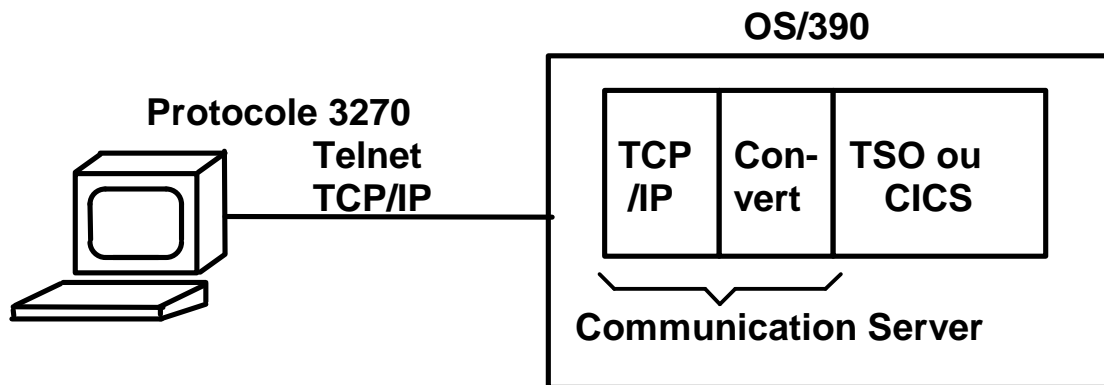 OS/390
Protocole 3270
Telnet
TCP/IP
TCP
/IP
Con-
vert
TSO ou
CICS
Communication Server